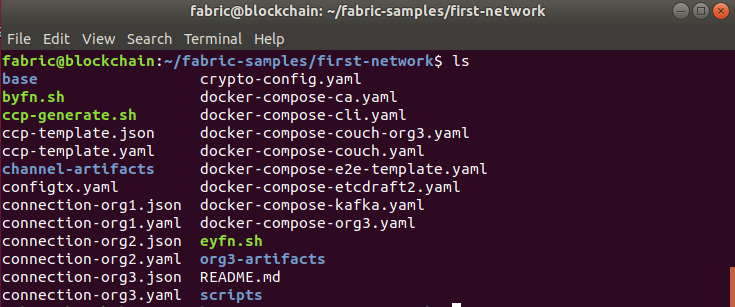 fabric@blockchain: ~/fabric-samples/first-network
File Edit View Search Terminal Help
fabric@blockchain:~/fabric-samples/first-network$ ls
base crypto-config.yaml
byfn.sh docker-compose-ca.yaml
ccp-generate.sh docker-compose-cli.yaml
ccp-template.json docker-compose-couch-org3.yaml
ccp-template.yaml docker-compose-couch.yaml
channel-artifacts docker-compose-e2e-template.yaml
configtx.yaml docker-compose-etcdraft2.yaml
connection-org1.json docker-compose-kafka.yaml
connection-org1.yaml docker-compose-org3.yaml
connection-org2.json eyfn.sh
connection-org2.yaml org3-artifacts
connection-org3.json README.md
connection-org3.yaml scripts